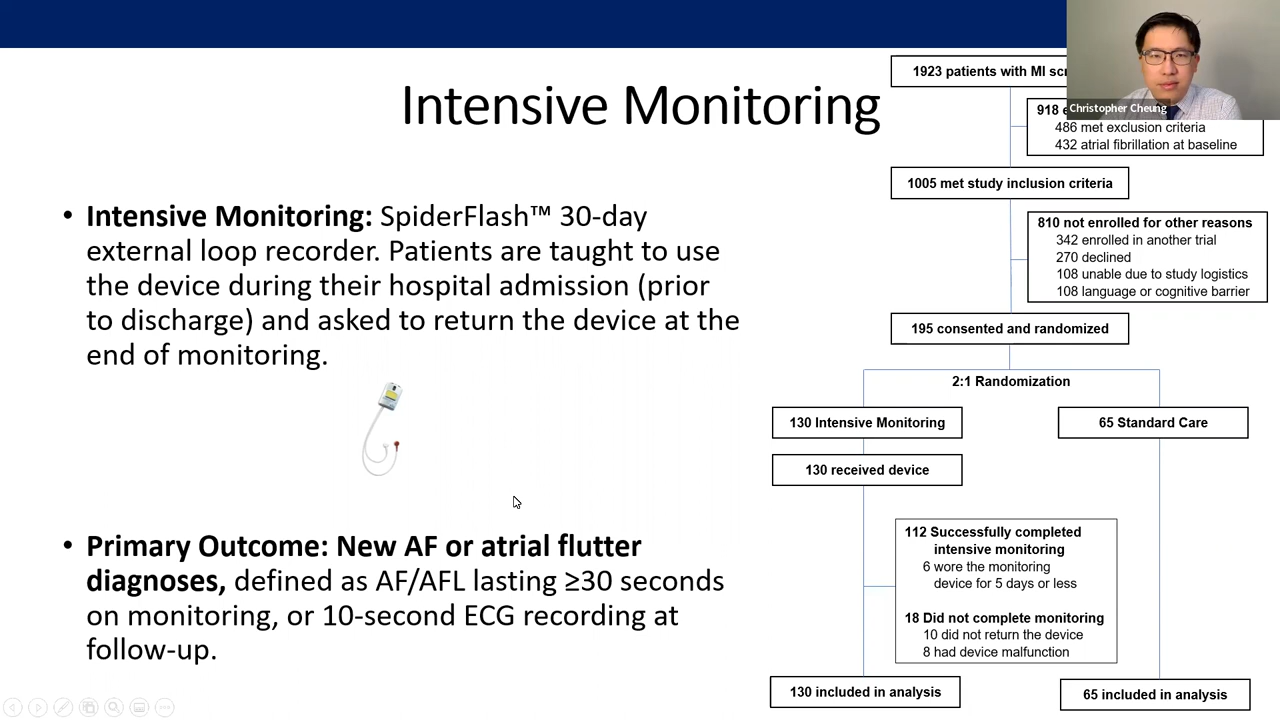 Intensive Monitoring
• Intensive Monitoring: SpiderFlash™ 30-day
external loop recorder. Patients are taught to use
the device during their hospital admission (prior
to discharge) and asked to return the device at the
end of monitoring.
• Primary Outcome: New AF or atrial flutter
diagnoses, defined as AF/AFL lasting ≥30 seconds
on monitoring, or 10-second ECG recording at
follow-up.
Christopher Cheung
1923 patients with MI
918
486 met exclusion criteria
432 atrial fibrillation at baseline
1005 met study inclusion criteria
810 not enrolled for other reasons
342 enrolled in another trial
270 declined
108 unable due to study logistics
108 language or cognitive barrier
195 consented and randomized
2:1 Randomization
130 Intensive Monitoring
65 Standard Care
130 received device
112 Successfully completed
intensive monitoring
6 wore the monitoring
device for 5 days or less
18 Did not complete monitoring
10 did not return the device
8 had device malfunction
130 included in analysis
65 included in analysis